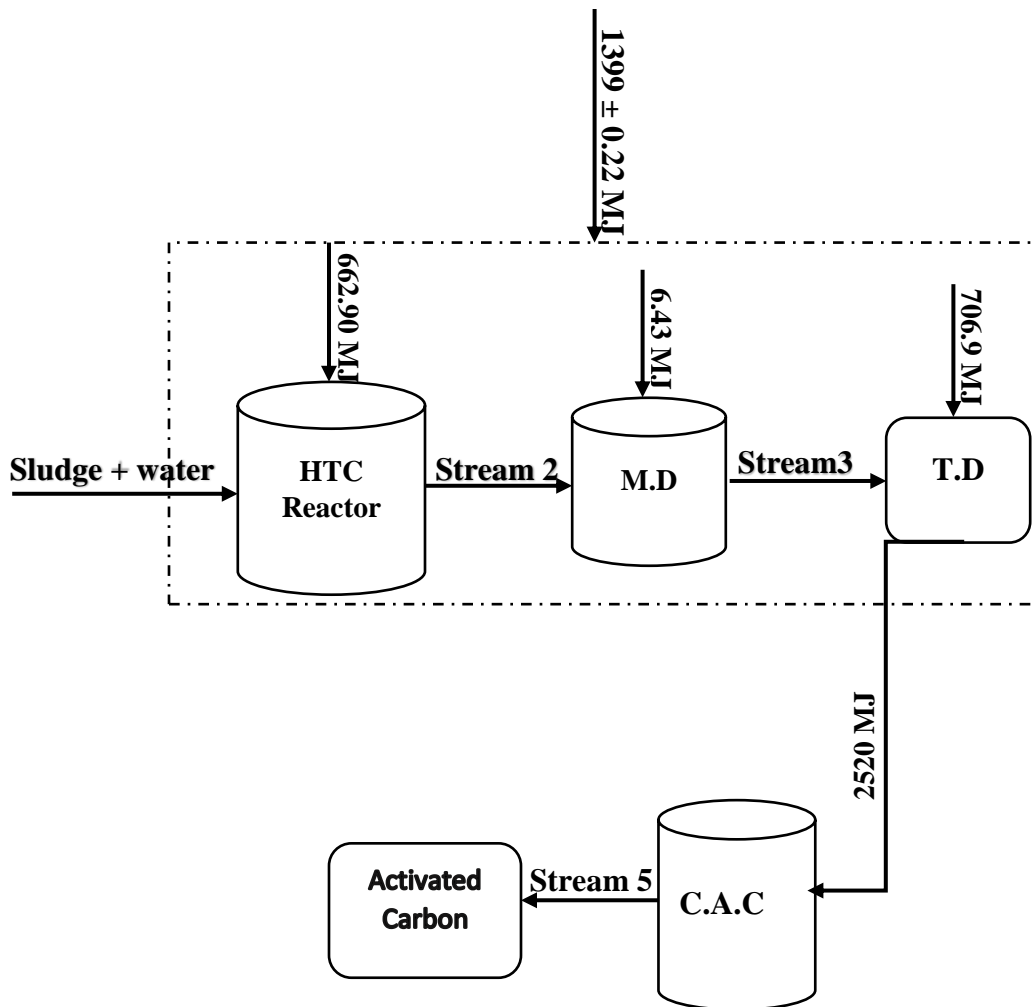 1399 ± 0.22 MJ
662.90 MJ
6.43 MJ
706.9 MJ
Sludge + water
HTC
Reactor
Stream 2
M.D
Stream3
T.D
2520 MJ
Activated
Carbon
Stream 5
C.A.C